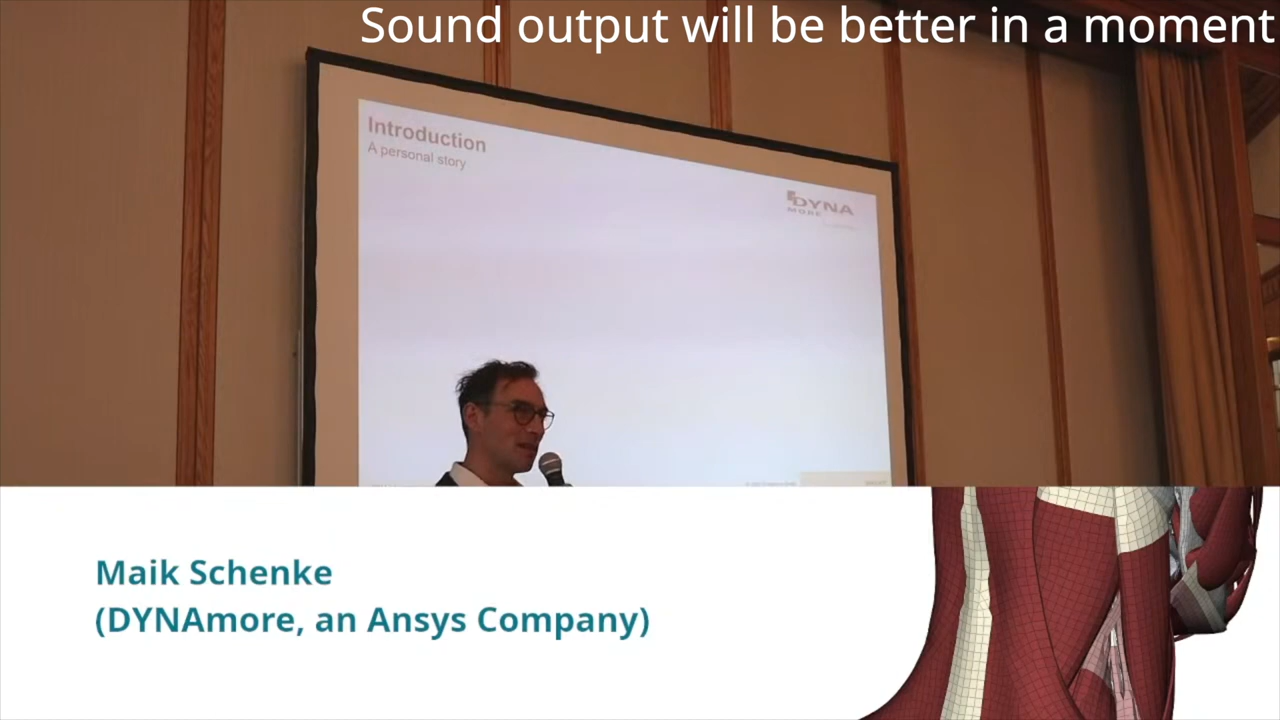 Sound output will be better in a moment
Introduction
A personal story
DYNA
MORE
Maik Schenke
(DYNAmore, an Ansys Company)